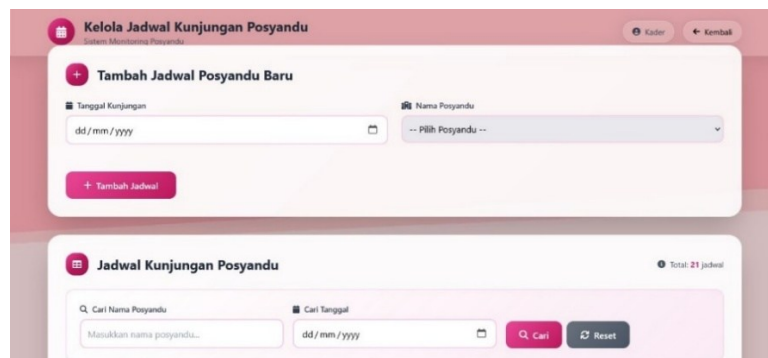 Kelola Jadwal Kunjungan Posyandu
Sistem Monitoring Posyandu
Kader
Kembali
Tambah Jadwal Posyandu Baru
Tanggal Kunjungan
Nama Posyandu
dd/mm/yyyy
-- Pilih Posyandu --
+ Tambah Jadwal
Jadwal Kunjungan Posyandu
Total: 21 jadwal
Cari Nama Posyandu
Cari Tanggal
Masukkan nama posyandu...
dd/mm/yyyy
Cari
Reset